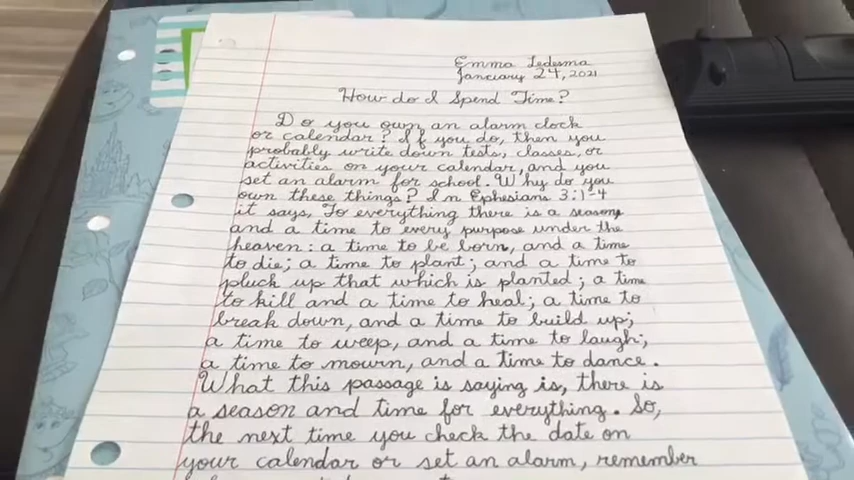 Emma Ledesma
January 24, 2021
How do I Spend Time?
Do you own an alarm clock
or calendar? If you do, then you
probably write down tests, classes, or
activities on your calendar, and you
set an alarm for school. Why do you
own these things? In Ephesians 3:1-4
it says, To everything there is a season,
and a time to every purpose under the
heaven: a time to be born, and a time
to die; a time to plant; and a time to
pluck up that which is planted; a time
to kill and a time to heal; a time to
break down, and a time to build up;
a time to weep, and a time to laugh;
a time to mourn, and a time to dance.
What this passage is saying is, there is
a season and time for everything. So,
the next time you check the date on
your calendar or set an alarm, remember